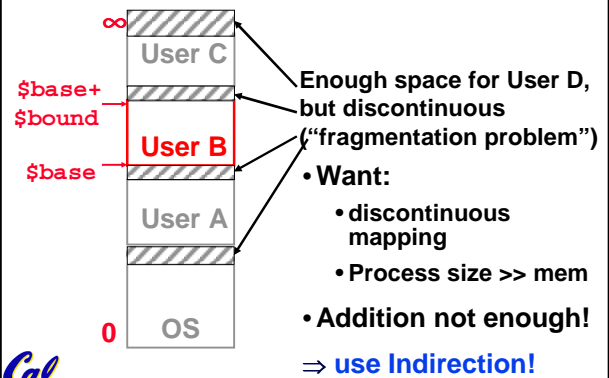 ∞
User C
$base+
$bound
User B
$base
User A
0
OS
Enough space for User D,
but discontinuous
(“fragmentation problem”)
• Want:
• discontinuous
mapping
• Process size >> mem
• Addition not enough!
⇒ use Indirection!
Cal